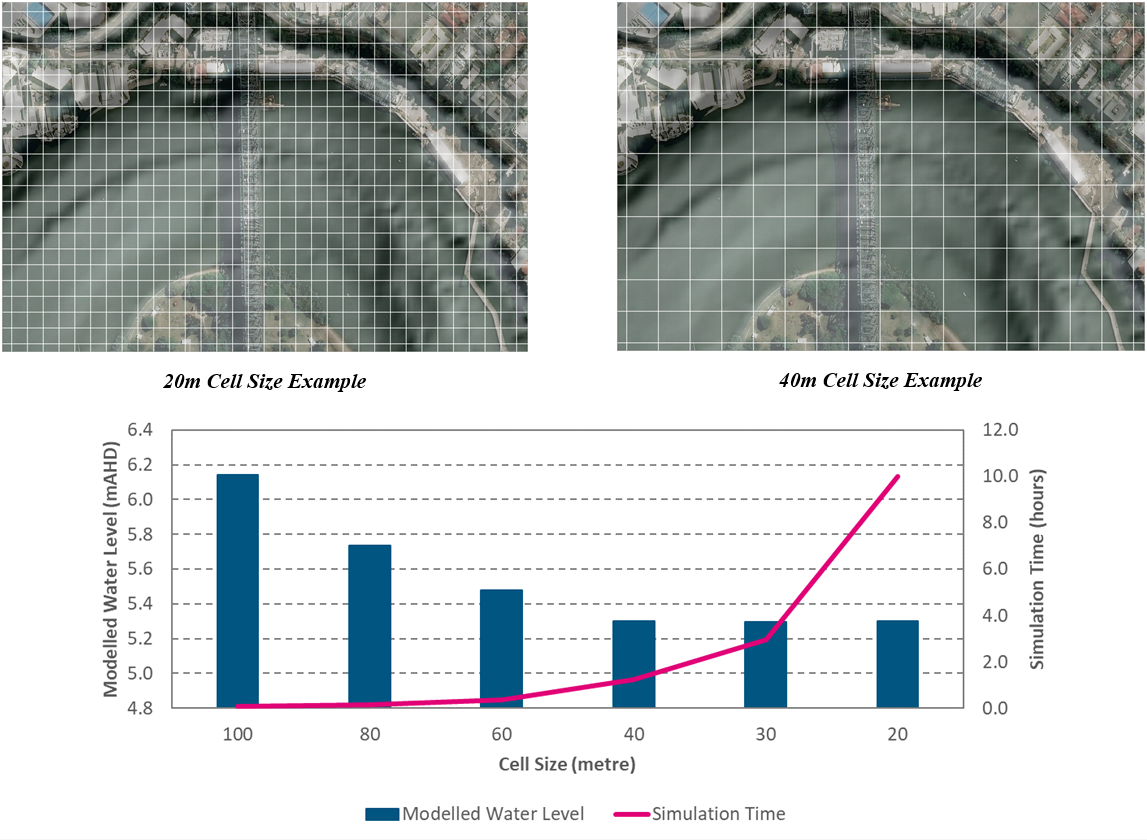 20m Cell Size Example
40m Cell Size Example
6.4
6.2
6.0
5.8
5.6
5.4
5.2
5.0
4.8
Modelled Water Level (mAHD)
12.0
10.0
8.0
6.0
4.0
2.0
0.0
Simulation Time (hours)
100 80 60 40 30 20
Cell Size (metre)
Modelled Water Level Simulation Time